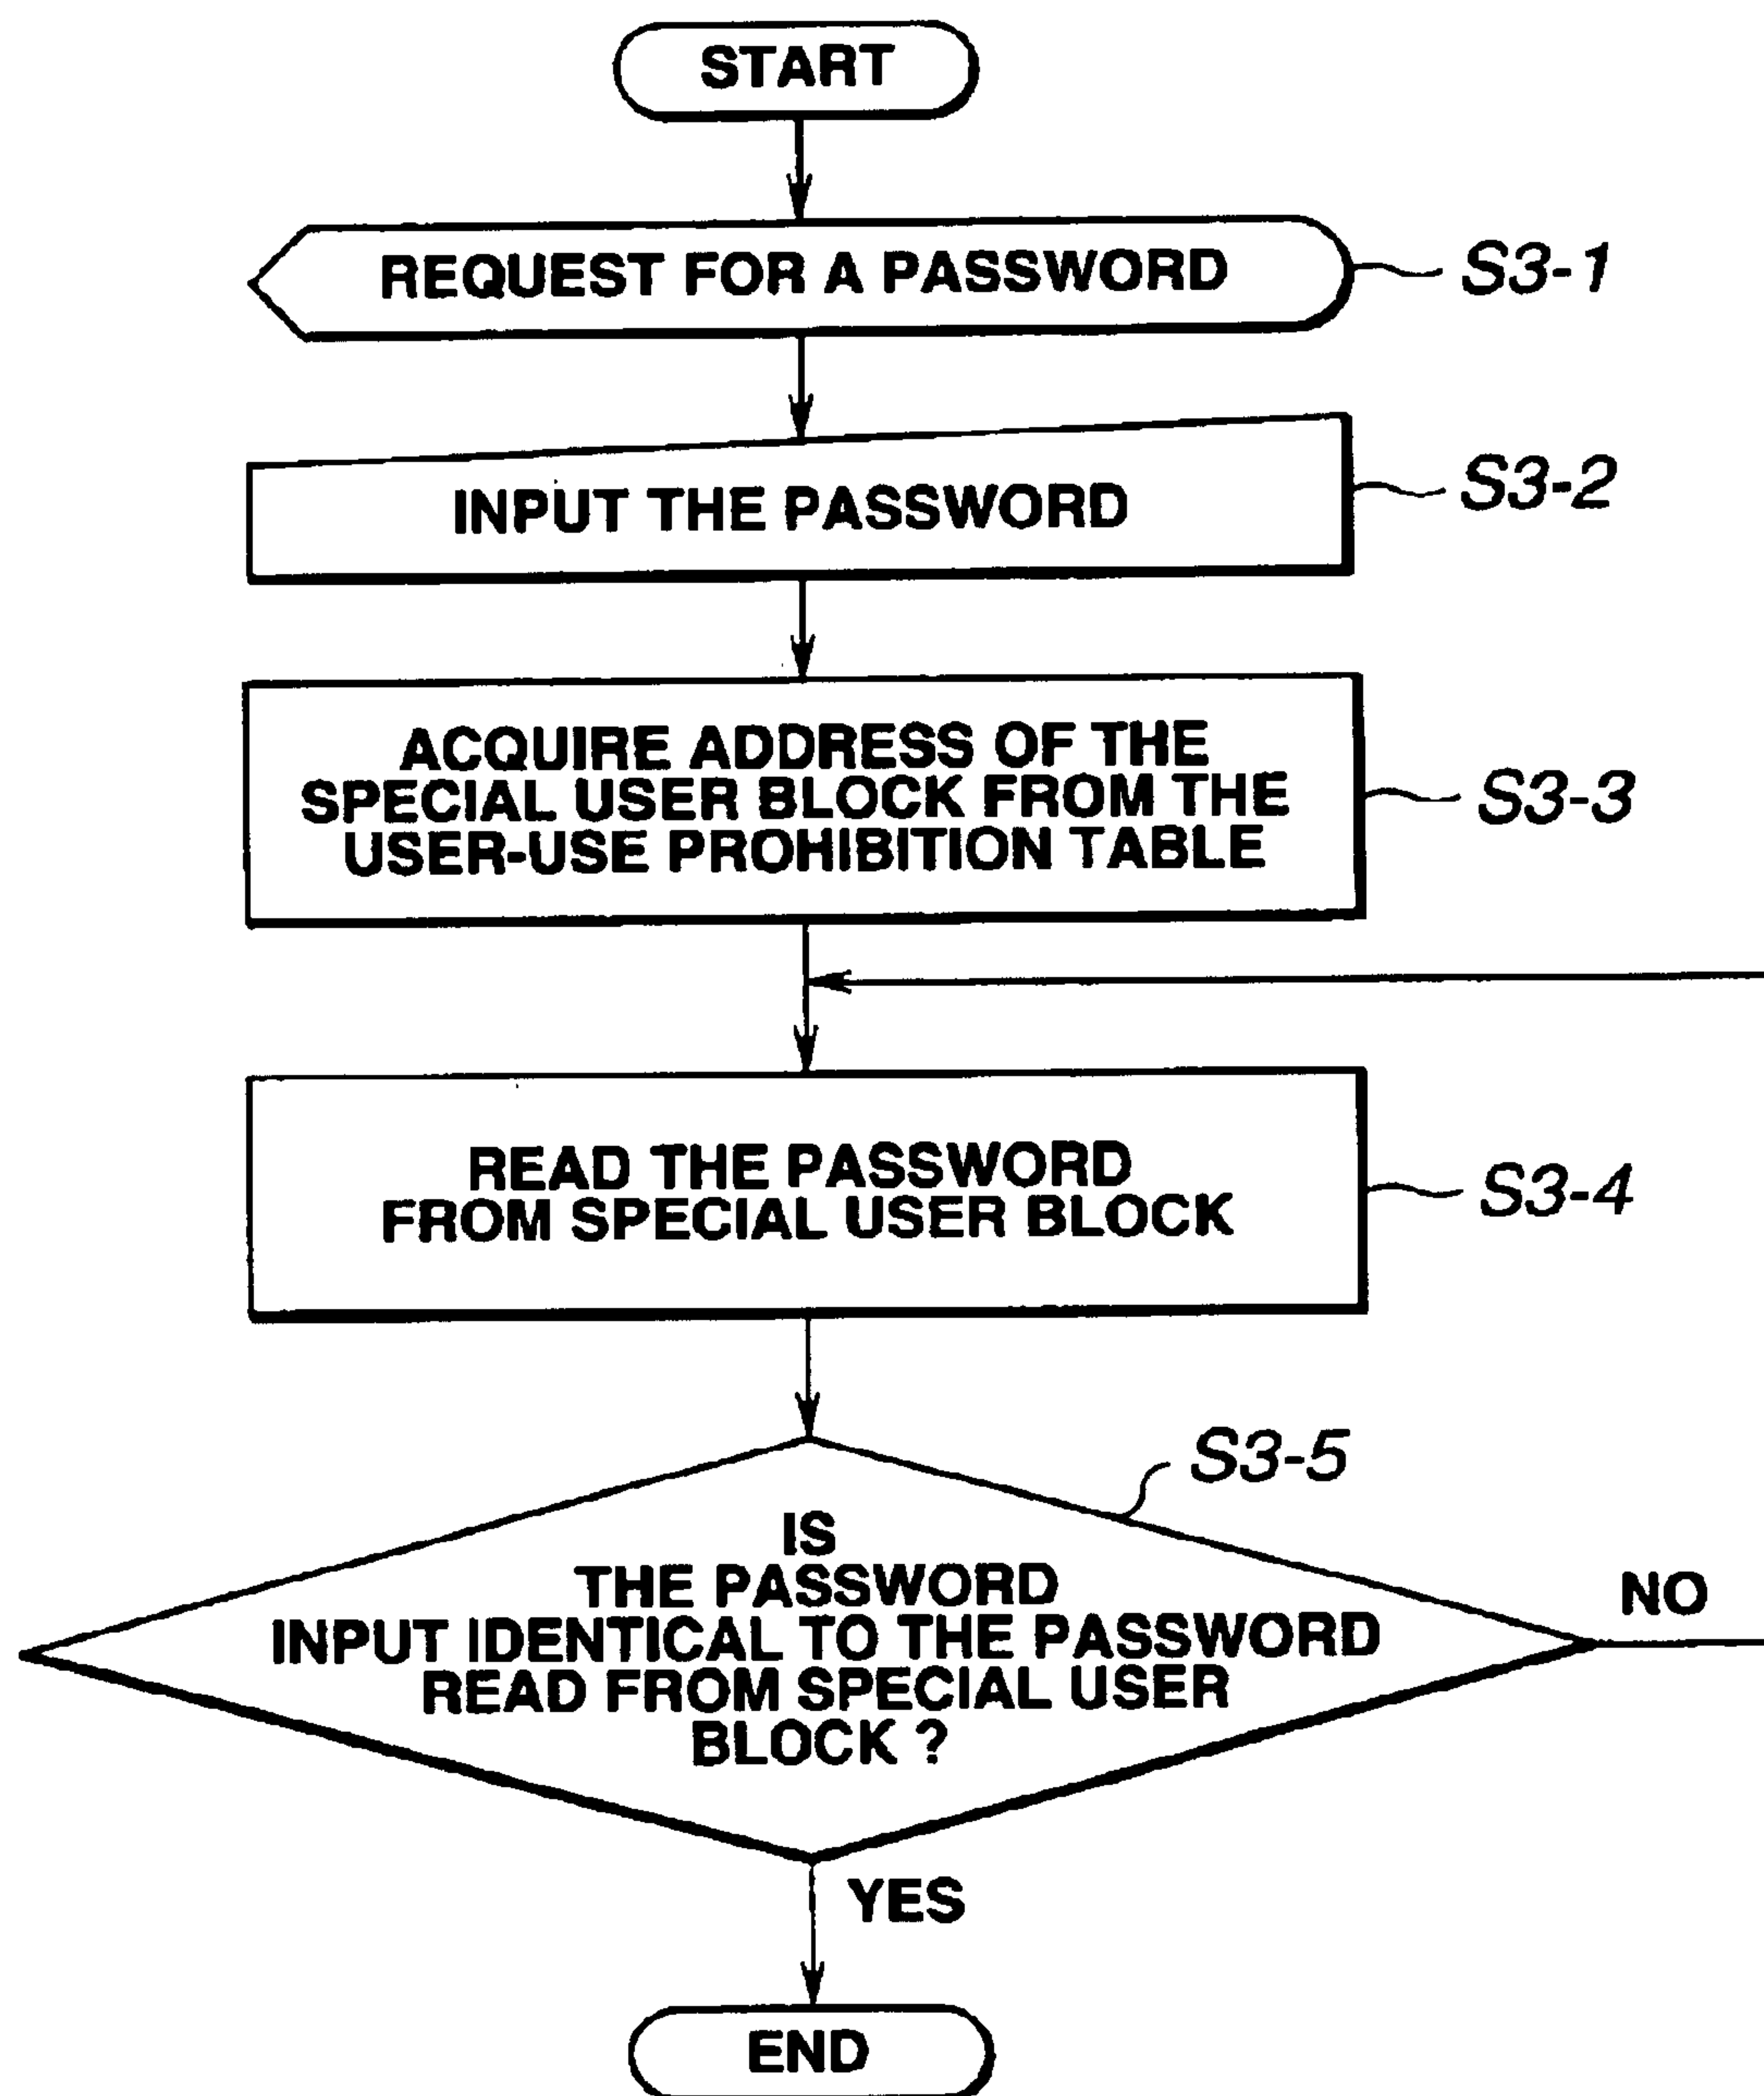 START
REQUEST FOR A PASSWORD
S3-1
INPUT THE PASSWORD
S3-2
ACQUIRE ADDRESS OF THE
SPECIAL USER BLOCK FROM THE
USER-USE PROHIBITION TABLE
S3-3
READ THE PASSWORD
FROM SPECIAL USER BLOCK
S3-4
S3-5
IS
THE PASSWORD
INPUT IDENTICAL TO THE PASSWORD
READ FROM SPECIAL USER
BLOCK ?
NO
YES
END